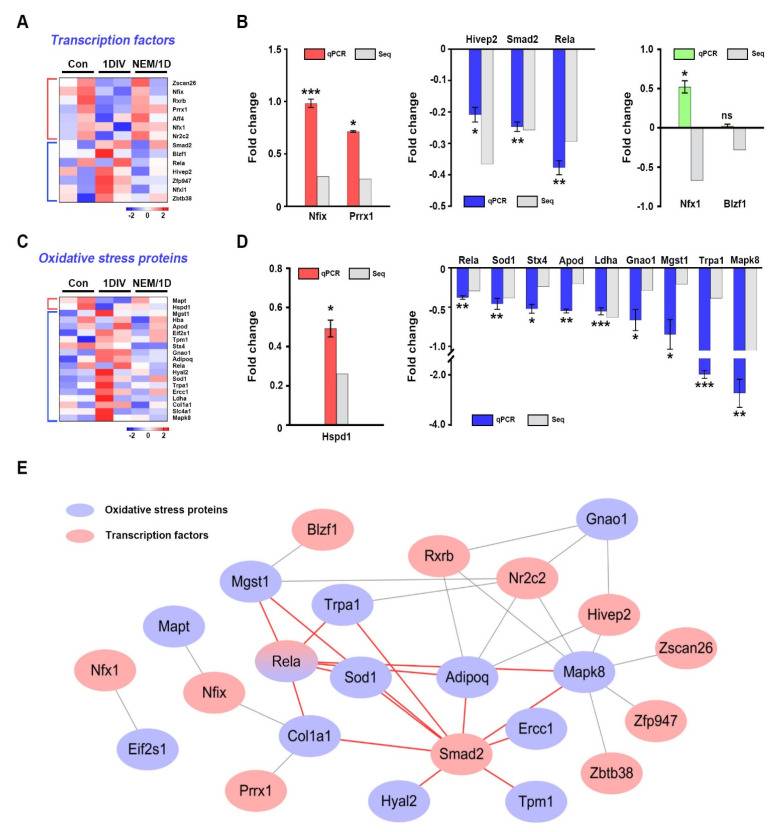 A
Transcription factors
Con 1DIV NEM/1D
Zscan26
Nfix
Rxrb
Prrx1
Aff4
Nfx1
Nr2c2
Smad2
Blzf1
Rela
Hivep2
Zfp947
Nfxl1
Zbtb38
-2 0 2
B
qPCR Seq
Fold change
1.5
1.0
0.5
0
***
*
Nfix Prrx1
Hivep2 Smad2 Rela
Fold change
0
-0.1
-0.2
-0.3
-0.4
-0.5
*
**
**
qPCR Seq
qPCR Seq
Fold change
1.0
0.5
0
-0.5
-1.0
*
ns
Nfx1 Blzf1
C
Oxidative stress proteins
Con 1DIV NEM/1D
Mapt
Hspd1
Mgst1
Hba
Apod
Eif2s1
Tpm1
Stx4
Gnao1
Adipoq
Rela
Hyal2
Sod1
Trpa1
Ercc1
Ldha
Col1a1
Slc4a1
Mapk8
-2 0 2
D
qPCR Seq
Fold change
0.8
0.6
0.4
0.2
0
*
Hspd1
Rela Sod1 Stx4 Apod Ldha Gnao1 Mgst1 Trpa1 Mapk8
Fold change
0
-0.5
-1.0
-2.0
-4.0
** ** * ** *** * * *** **
qPCR Seq
E
Oxidative stress proteins
Transcription factors
Gnao1
Blzf1
Rxrb
Nr2c2
Mgst1
Trpa1
Hivep2
Mapt
Zscan26
Rela
Nfx1
Sod1
Adipoq
Mapk8
Nfix
Zfp947
Ercc1
Col1a1
Eif2s1
Smad2
Zbtb38
Prrx1
Hyal2
Tpm1